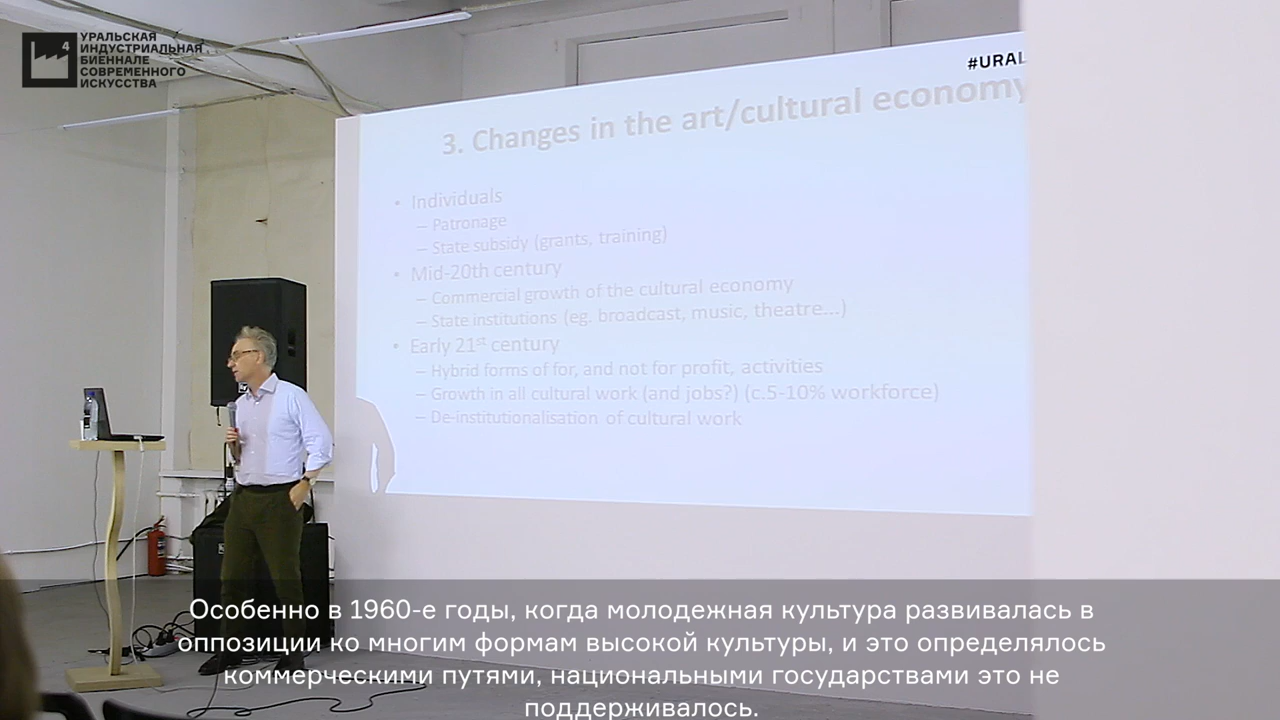 4
УРАЛЬСКАЯ
ИНДУСТРИАЛЬНАЯ
БИЕННАЛЕ
СОВРЕМЕННОГО
ИСКУССТВА
#URAL
3. Changes in the art/cultural economy
• Individuals
– Patronage
– State subsidy (grants, training)
• Mid-20th century
– Commercial growth of the cultural economy
– State institutions (eg. broadcast, music, theatre...)
• Early 21st century
– Hybrid forms of for, and not for profit, activities
– Growth in all cultural work (and jobs?) (c.5-10% workforce)
– De-institutionalisation of cultural work
Особенно в 1960-е годы, когда молодежная культура развивалась в
оппозиции ко многим формам высокой культуры, и это определялось
коммерческими путями, национальными государствами это не
поддерживалось.